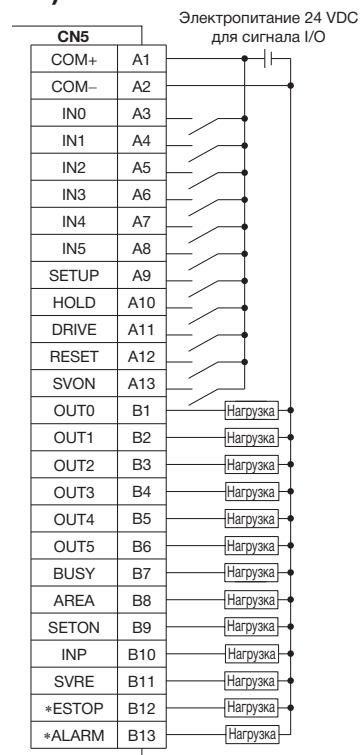 Электропитание 24 VDC
для сигнала I/O
CN5
COM+ A1
COM− A2
IN0 A3
IN1 A4
IN2 A5
IN3 A6
IN4 A7
IN5 A8
SETUP A9
HOLD A10
DRIVE A11
RESET A12
SVON A13
OUT0 B1 Нагрузка
OUT1 B2 Нагрузка
OUT2 B3 Нагрузка
OUT3 B4 Нагрузка
OUT4 B5 Нагрузка
OUT5 B6 Нагрузка
BUSY B7 Нагрузка
AREA B8 Нагрузка
SETON B9 Нагрузка
INP B10 Нагрузка
SVRE B11 Нагрузка
*ESTOP B12 Нагрузка
*ALARM B13 Нагрузка